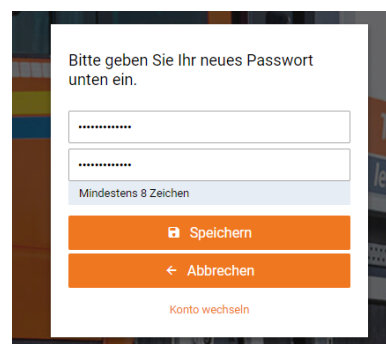 Bitte geben Sie Ihr neues Passwort
unten ein.
•••••••••••••
•••••••••••••
Mindestens 8 Zeichen
Speichern
Abbrechen
Konto wechseln